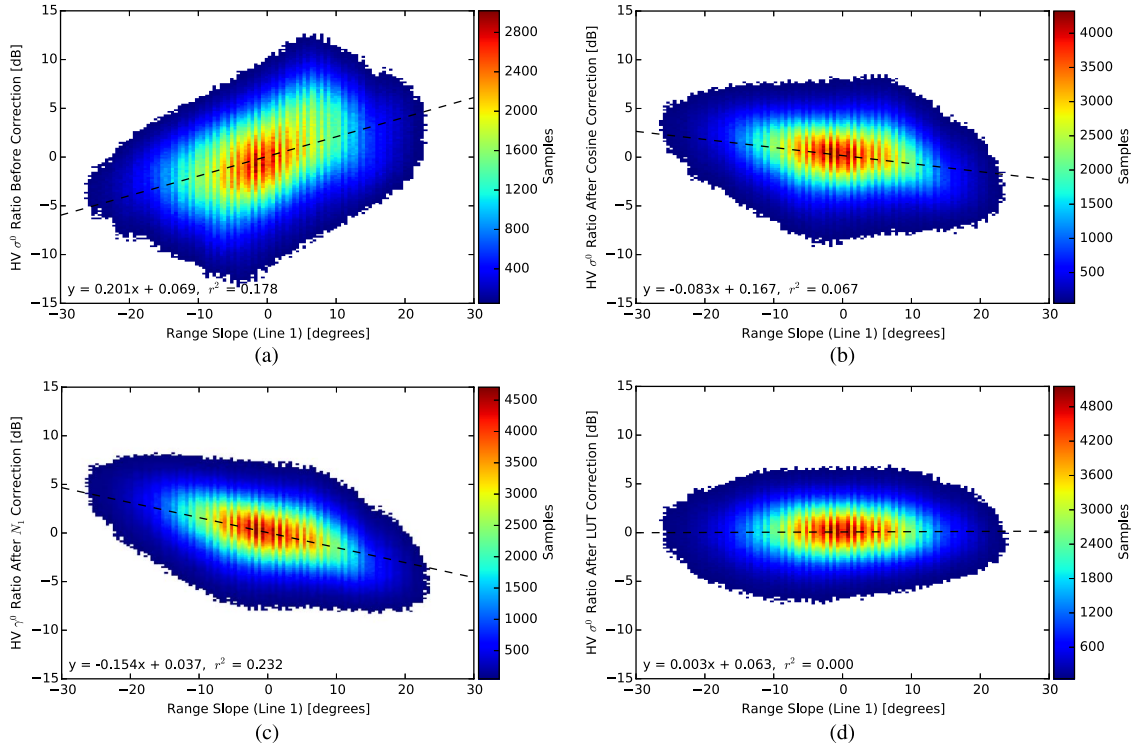 15
10
5
0
−5
−10
−15
−30 −20 −10 0 10 20 30
HV σ⁰ Ratio Before Correction [dB]
Range Slope (Line 1) [degrees]
y = 0.201x + 0.069, r² = 0.178
2800
2400
2000
1600
1200
800
400
Samples
(a)
15
10
5
0
−5
−10
−15
−30 −20 −10 0 10 20 30
HV σ⁰ Ratio After Cosine Correction [dB]
Range Slope (Line 1) [degrees]
y = -0.083x + 0.167, r² = 0.067
4000
3500
3000
2500
2000
1500
1000
500
Samples
(b)
15
10
5
0
−5
−10
−15
−30 −20 −10 0 10 20 30
HV γ⁰ Ratio After N₁ Correction [dB]
Range Slope (Line 1) [degrees]
y = -0.154x + 0.037, r² = 0.232
4500
4000
3500
3000
2500
2000
1500
1000
500
Samples
(c)
15
10
5
0
−5
−10
−15
−30 −20 −10 0 10 20 30
HV σ⁰ Ratio After LUT Correction [dB]
Range Slope (Line 1) [degrees]
y = 0.003x + 0.063, r² = 0.000
4800
4200
3600
3000
2400
1800
1200
600
Samples
(d)